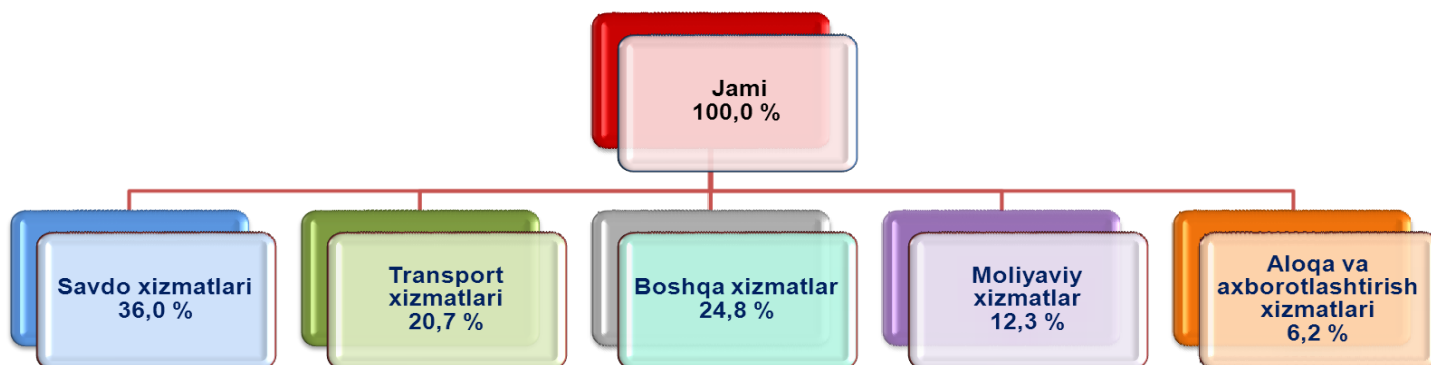 Jami
100,0 %
Savdo xizmatlari
36,0 %
Transport
xizmatlari
20,7 %
Boshqa xizmatlar
24,8 %
Moliyaviy
xizmatlar
12,3 %
Aloqa va
axborotlashtirish
xizmatlari
6,2 %